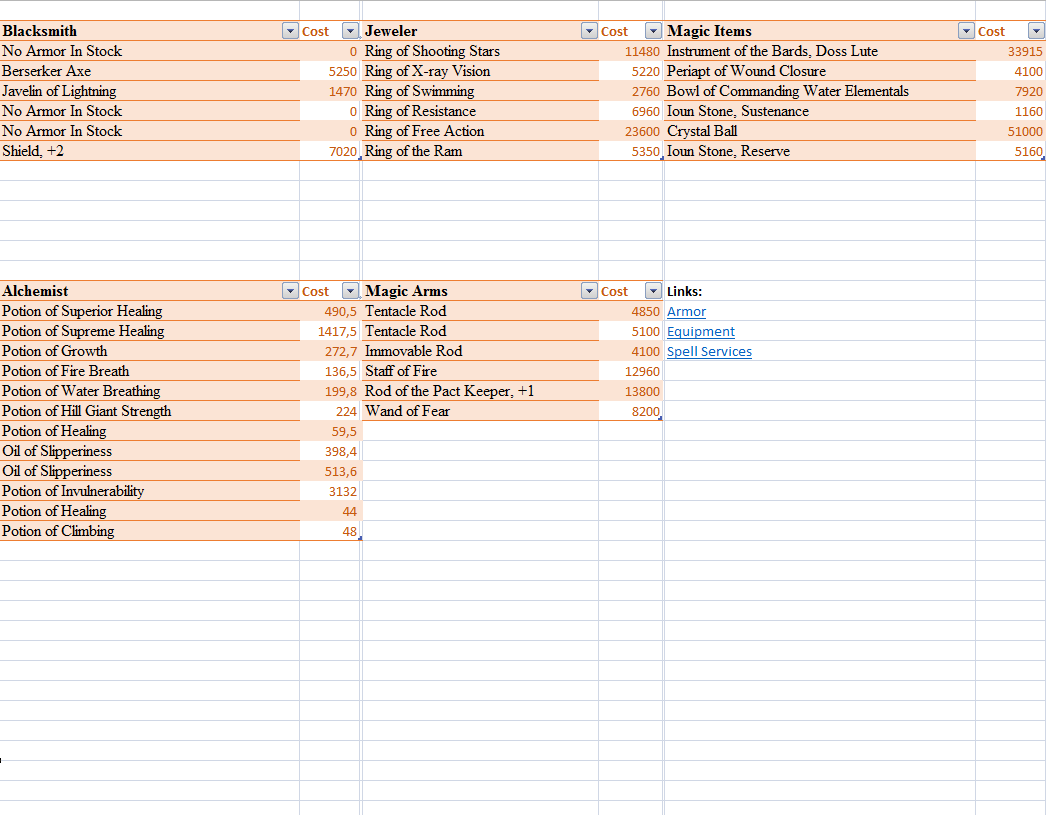 Blacksmith Cost Jeweler Cost Magic Items Cost
No Armor In Stock 0 Ring of Shooting Stars 11480 Instrument of the Bards, Doss Lute 33915
Berserker Axe 5250 Ring of X-ray Vision 5220 Periapt of Wound Closure 4100
Javelin of Lightning 1470 Ring of Swimming 2760 Bowl of Commanding Water Elementals 7920
No Armor In Stock 0 Ring of Resistance 6960 Ioun Stone, Sustenance 1160
No Armor In Stock 0 Ring of Free Action 23600 Crystal Ball 51000
Shield, +2 7020 Ring of the Ram 5350 Ioun Stone, Reserve 5160
Alchemist Cost Magic Arms Cost Links:
Potion of Superior Healing 490,5 Tentacle Rod 4850 Armor
Potion of Supreme Healing 1417,5 Tentacle Rod 5100 Equipment
Potion of Growth 272,7 Immovable Rod 4100 Spell Services
Potion of Fire Breath 136,5 Staff of Fire 12960
Potion of Water Breathing 199,8 Rod of the Pact Keeper, +1 13800
Potion of Hill Giant Strength 224 Wand of Fear 8200
Potion of Healing 59,5
Oil of Slipperiness 398,4
Oil of Slipperiness 513,6
Potion of Invulnerability 3132
Potion of Healing 44
Potion of Climbing 48